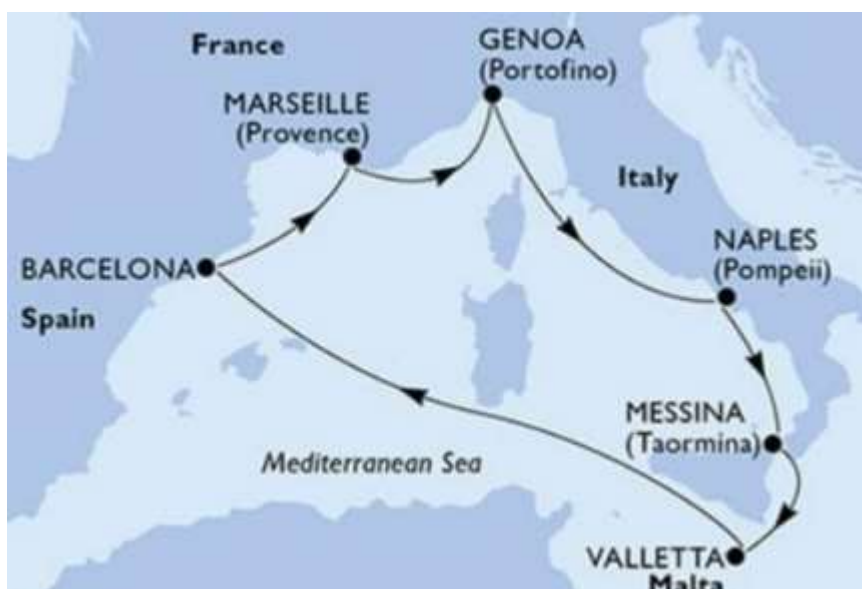 France
GENOA
(Portofino)
MARSEILLE
(Provence)
Italy
NAPLES
(Pompeii)
BARCELONA
Spain
MESSINA
(Taormina)
Mediterranean Sea
VALLETTA
Malta